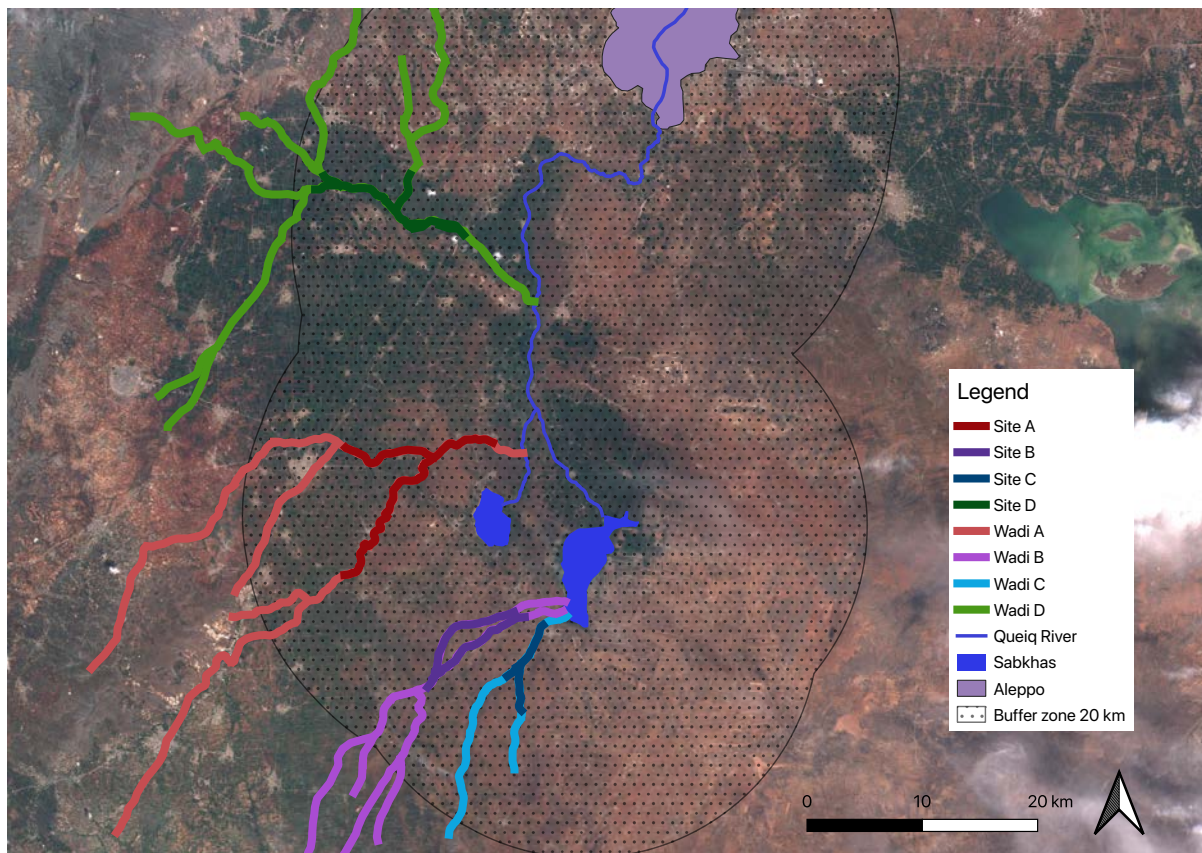 Legend
Site A
Site B
Site C
Site D
Wadi A
Wadi B
Wadi C
Wadi D
Queiq River
Sabkhas
Aleppo
Buffer zone 20 km
0 10 20 km